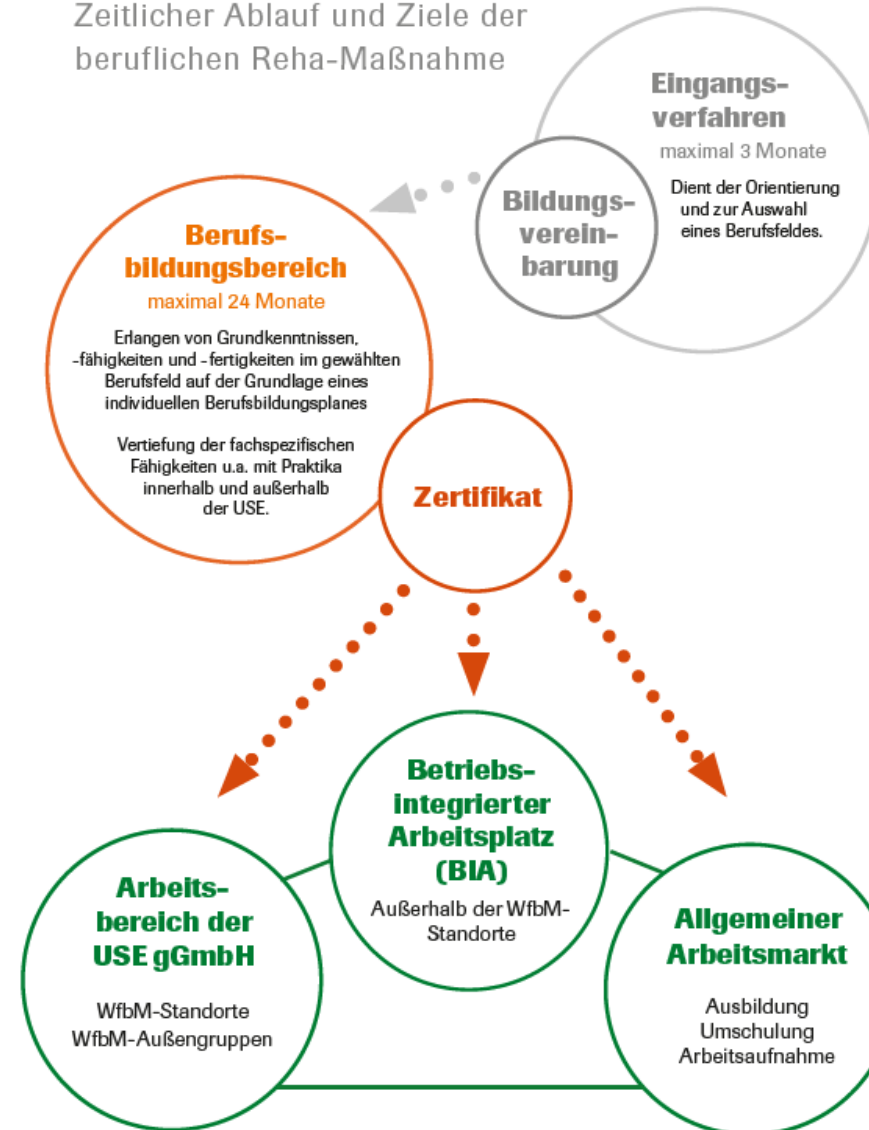 Zeitlicher Ablauf und Ziele der
beruflichen Reha-Maßnahme
Eingangs-
verfahren
maximal 3 Monate
Dient der Orientierung
und zur Auswahl
eines Berufsfeldes.
Bildungs-
verein-
barung
Berufs-
bildungsbereich
maximal 24 Monate
Erlangen von Grundkenntnissen,
-fähigkeiten und -fertigkeiten im gewählten
Berufsfeld auf der Grundlage eines
individuellen Berufsbildungsplanes
Vertiefung der fachspezifischen
Fähigkeiten u.a. mit Praktika
innerhalb und außerhalb
der USE.
Zertifikat
Betriebs-
integrierter
Arbeitsplatz
(BIA)
Außerhalb der WfbM-
Standorte
Arbeits-
bereich der
USE gGmbH
WfbM-Standorte
WfbM-Außengruppen
Allgemeiner
Arbeitsmarkt
Ausbildung
Umschulung
Arbeitsaufnahme